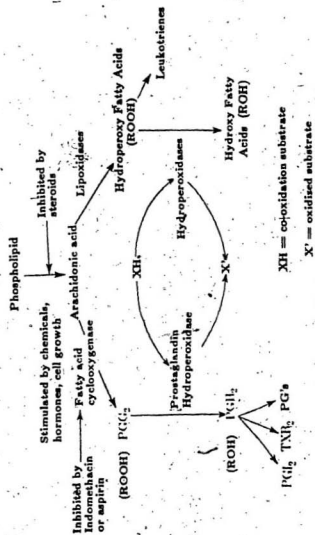 Phospholipid
Inhibited by
steroids
Stimulated by chemicals,
hormones, cell growth
Arachidonic acid
Inhibited by
Indomethacin
or aspirin
Fatty acid
cyclooxygenase
Lipoxidases
PGG₂
(ROOH)
Hydroperoxy Fatty Acids
(ROOH)
Leukotrienes
XH
Prostaglandin
Hydroperoxidase
Hydroperoxidases
X'
(ROH)
PGH₂
Hydroxy Fatty
Acids (ROH)
PGI₂ TXB₂ PG's
XH = co-oxidation substrate
X' = oxidised substrate